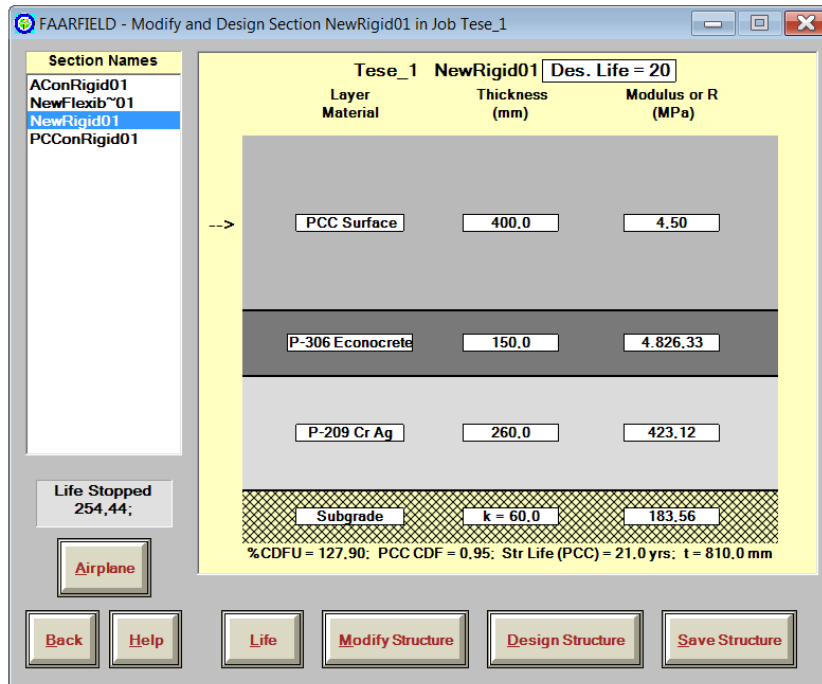 FAARFIELD - Modify and Design Section NewRigid01 in Job Tese_1
Section Names
AConRigid01
NewFlexib~01
NewRigid01
PCConRigid01
Life Stopped
254,44;
Airplane
Back Help
Tese_1 NewRigid01 Des. Life = 20
Layer Material Thickness (mm) Modulus or R (MPa)
--> PCC Surface 400,0 4,50
P-306 Econocrete 150,0 4.826,33
P-209 Cr Ag 260,0 423,12
Subgrade k = 60,0 183,56
%CDFU = 127,90; PCC CDF = 0,95; Str Life (PCC) = 21,0 yrs; t = 810,0 mm
Life Modify Structure Design Structure Save Structure